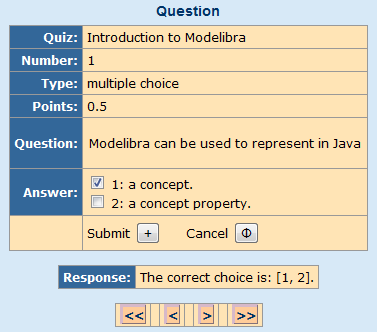 Question
Quiz: Introduction to Modelibra
Number: 1
Type: multiple choice
Points: 0.5
Question: Modelibra can be used to represent in Java
Answer: 1: a concept.
2: a concept property.
Submit + Cancel Φ
Response: The correct choice is: [1, 2].
<< < > >>